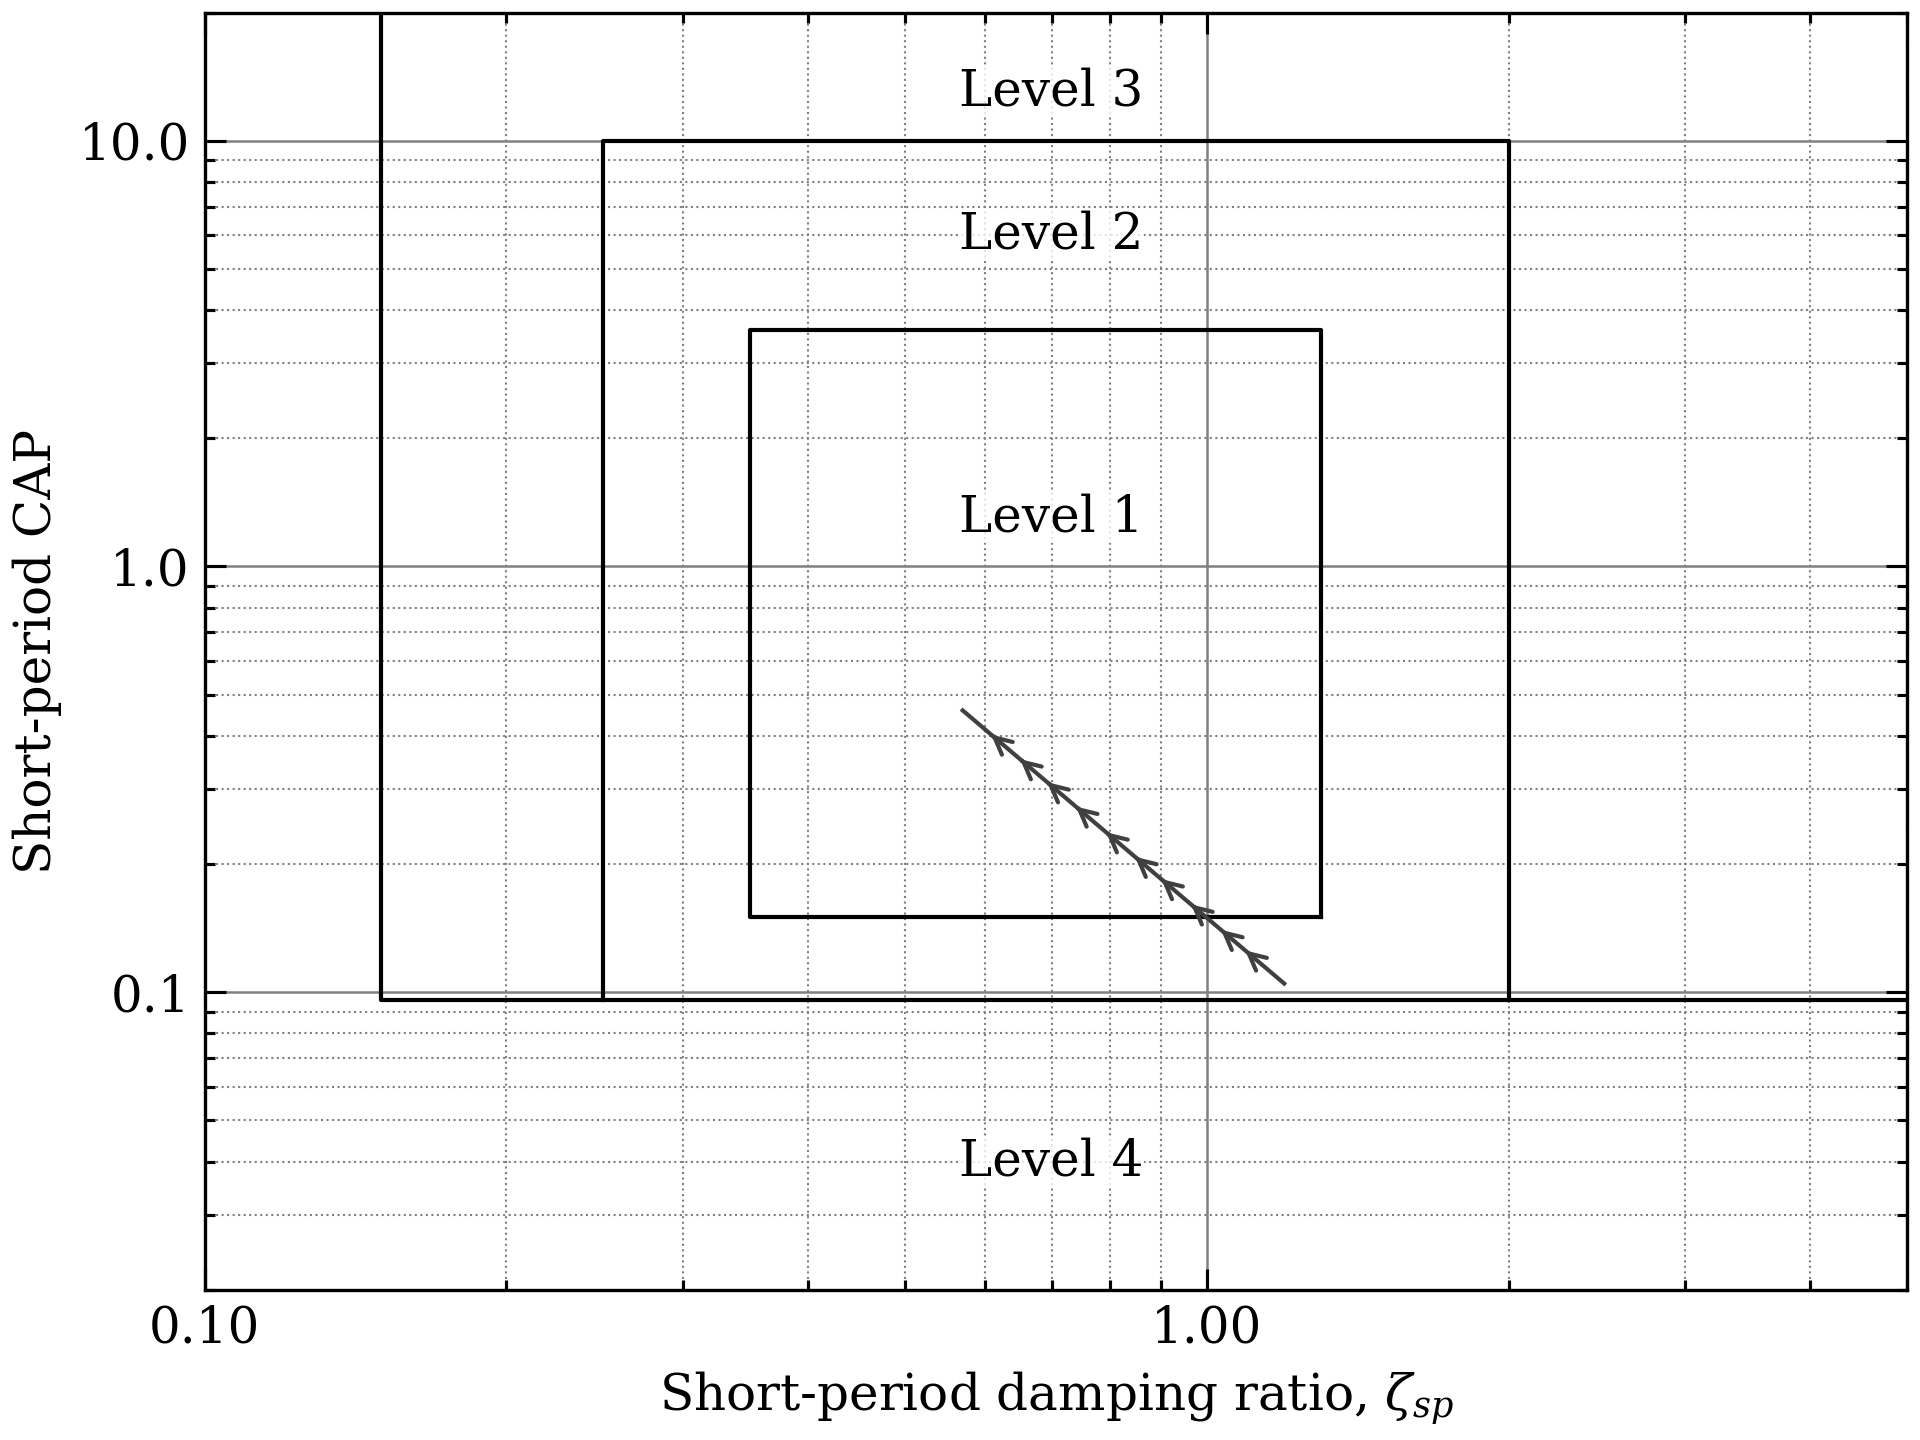 Level 3
10.0
Level 2
Level 1
1.0
0.1
Level 4
0.10
1.00
Short-period CAP
Short-period damping ratio, ζsp